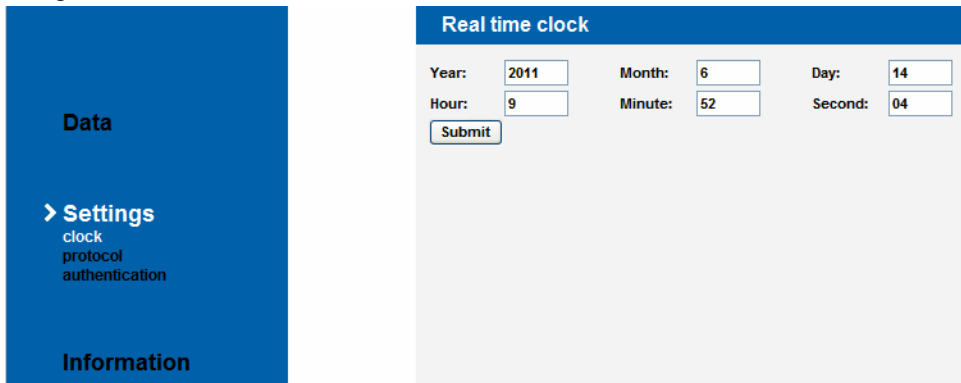 Data
Settings
clock
protocol
authentication
Information
Real time clock
Year: 2011 Month: 6 Day: 14
Hour: 9 Minute: 52 Second: 04
Submit